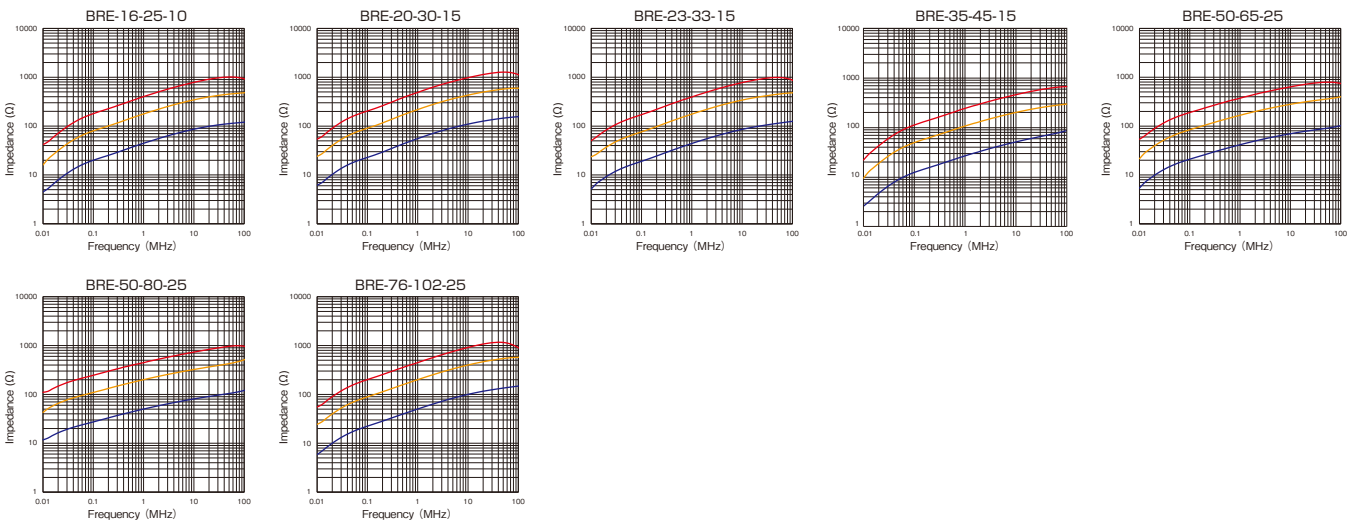 BRE-16-25-10
10000
1000
100
10
1
Impedance (Ω)
0.01 0.1 1 10 100
Frequency (MHz)
BRE-20-30-15
10000
1000
100
10
1
Impedance (Ω)
0.01 0.1 1 10 100
Frequency (MHz)
BRE-23-33-15
10000
1000
100
10
1
Impedance (Ω)
0.01 0.1 1 10 100
Frequency (MHz)
BRE-35-45-15
10000
1000
100
10
1
Impedance (Ω)
0.01 0.1 1 10 100
Frequency (MHz)
BRE-50-65-25
10000
1000
100
10
1
Impedance (Ω)
0.01 0.1 1 10 100
Frequency (MHz)
BRE-50-80-25
10000
1000
100
10
1
Impedance (Ω)
0.01 0.1 1 10 100
Frequency (MHz)
BRE-76-102-25
10000
1000
100
10
1
Impedance (Ω)
0.01 0.1 1 10 100
Frequency (MHz)